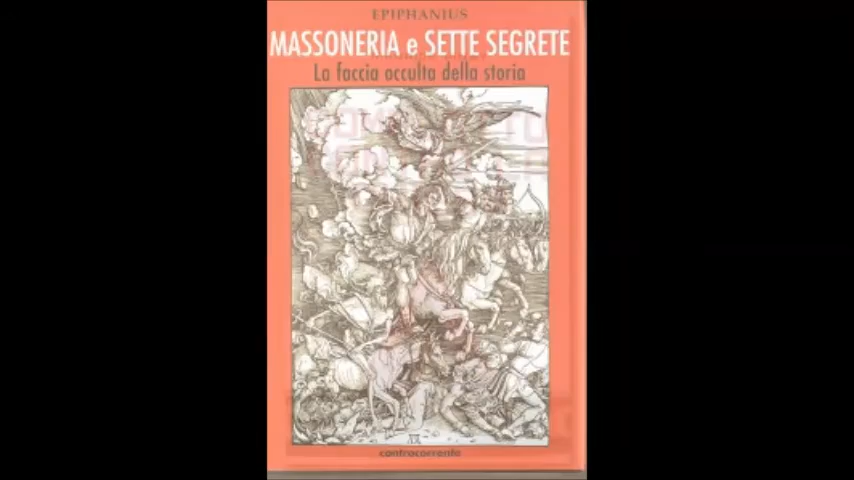 EPIPHANIUS
MASSONERIA e SETTE SEGRETE
La faccia occulta della storia
controcorrente